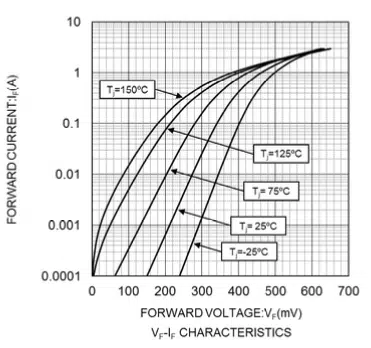 10
1
0.1
0.01
0.001
0.0001
FORWARD CURRENT:IF(A)
Tj=150ºC
Tj=125ºC
Tj= 75ºC
Tj= 25ºC
Tj=-25ºC
0 100 200 300 400 500 600 700
FORWARD VOLTAGE:VF(mV)
VF-IF CHARACTERISTICS